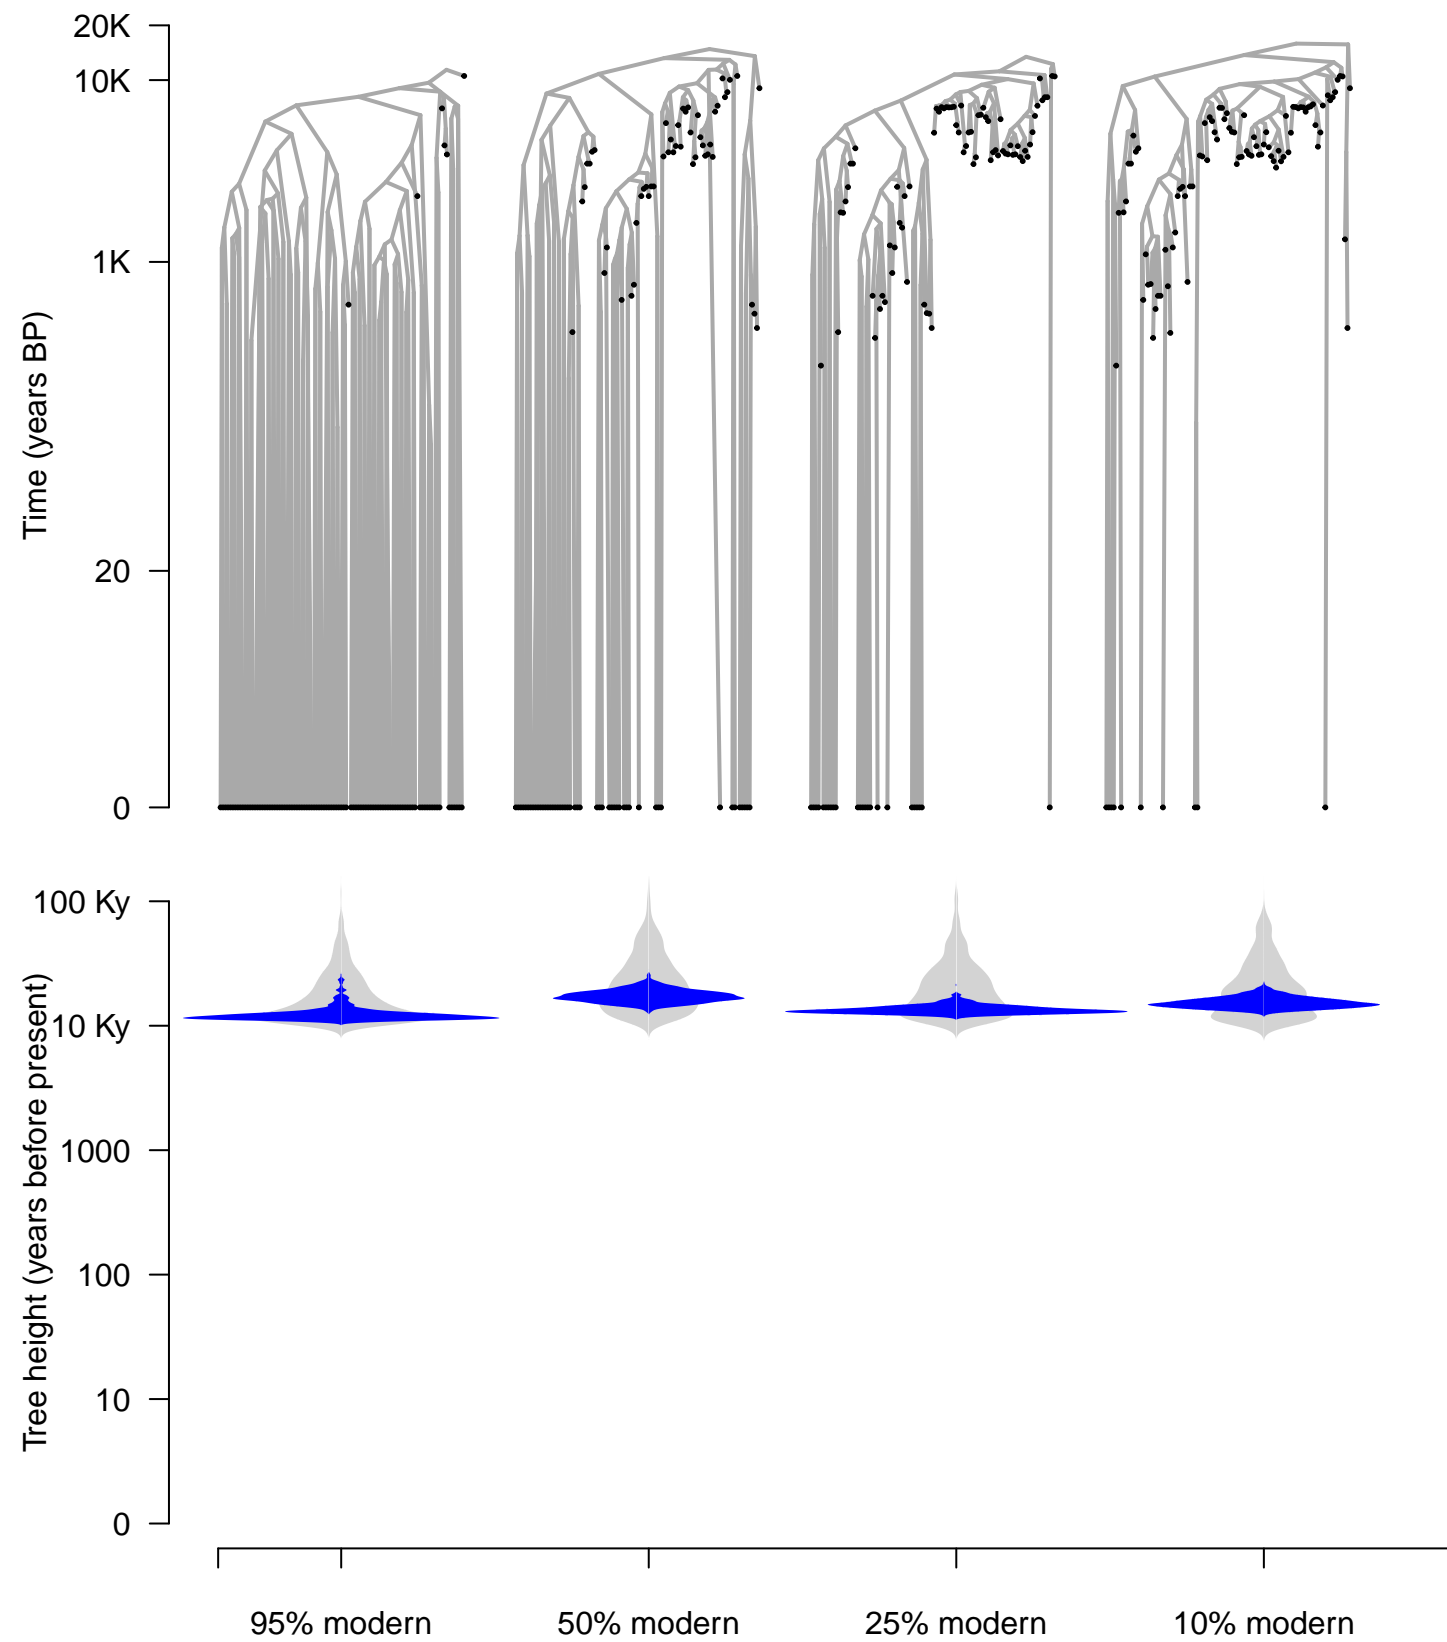 20K
10K
1K
20
0
Time (years BP)
100 Ky
10 Ky
1000
100
10
0
Tree height (years before present)
95% modern
50% modern
25% modern
10% modern